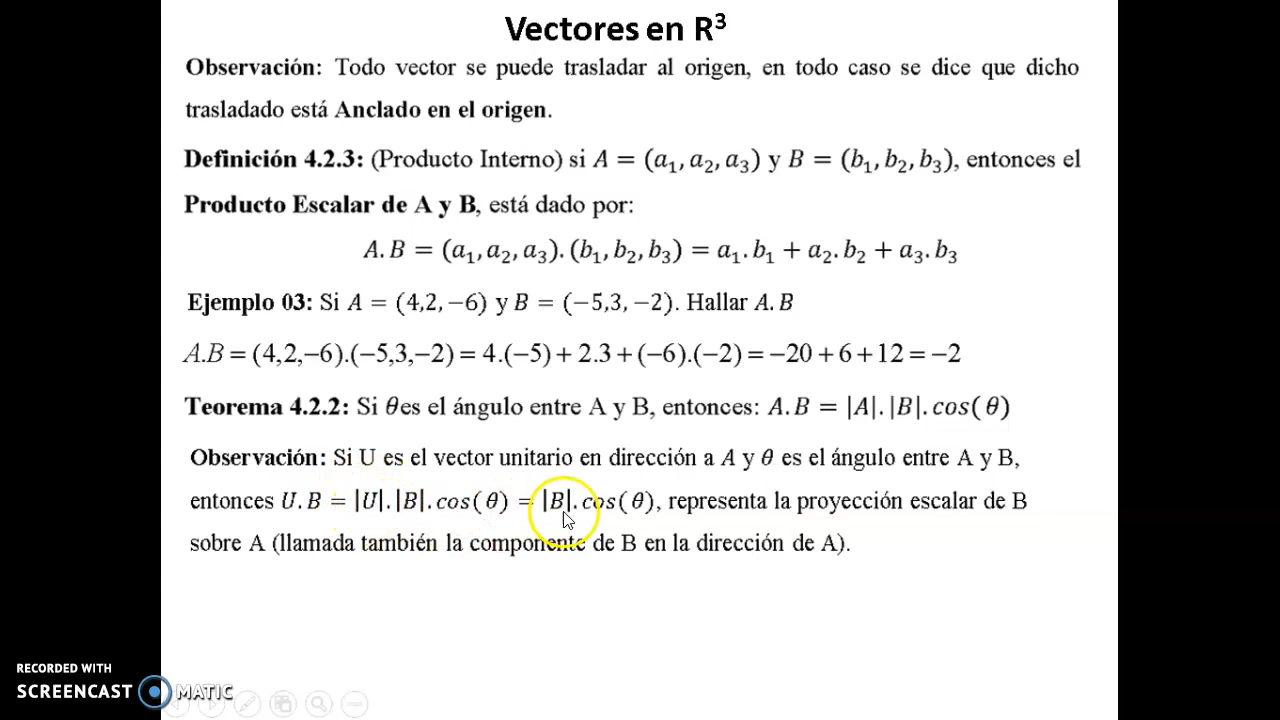 Vectores en R³
Observación: Todo vector se puede trasladar al origen, en todo caso se dice que dicho
trasladado está Anclado en el origen.
Definición 4.2.3: (Producto Interno) si A = (a₁, a₂, a₃) y B = (b₁, b₂, b₃), entonces el
Producto Escalar de A y B, está dado por:
A. B = (a₁, a₂, a₃). (b₁, b₂, b₃) = a₁. b₁ + a₂. b₂ + a₃. b₃
Ejemplo 03: Si A = (4,2, −6) y B = (−5,3, −2). Hallar A. B
A.B = (4,2,−6).(−5,3,−2) = 4.(−5) + 2.3 + (−6).(−2) = −20 + 6 + 12 = −2
Teorema 4.2.2: Si θes el ángulo entre A y B, entonces: A. B = |A|. |B|. cos( θ)
Observación: Si U es el vector unitario en dirección a A y θ es el ángulo entre A y B,
entonces U. B = |U|. |B|. cos( θ) = |B|. cos( θ), representa la proyección escalar de B
sobre A (llamada también la componente de B en la dirección de A).
RECORDED WITH
SCREENCAST MATIC